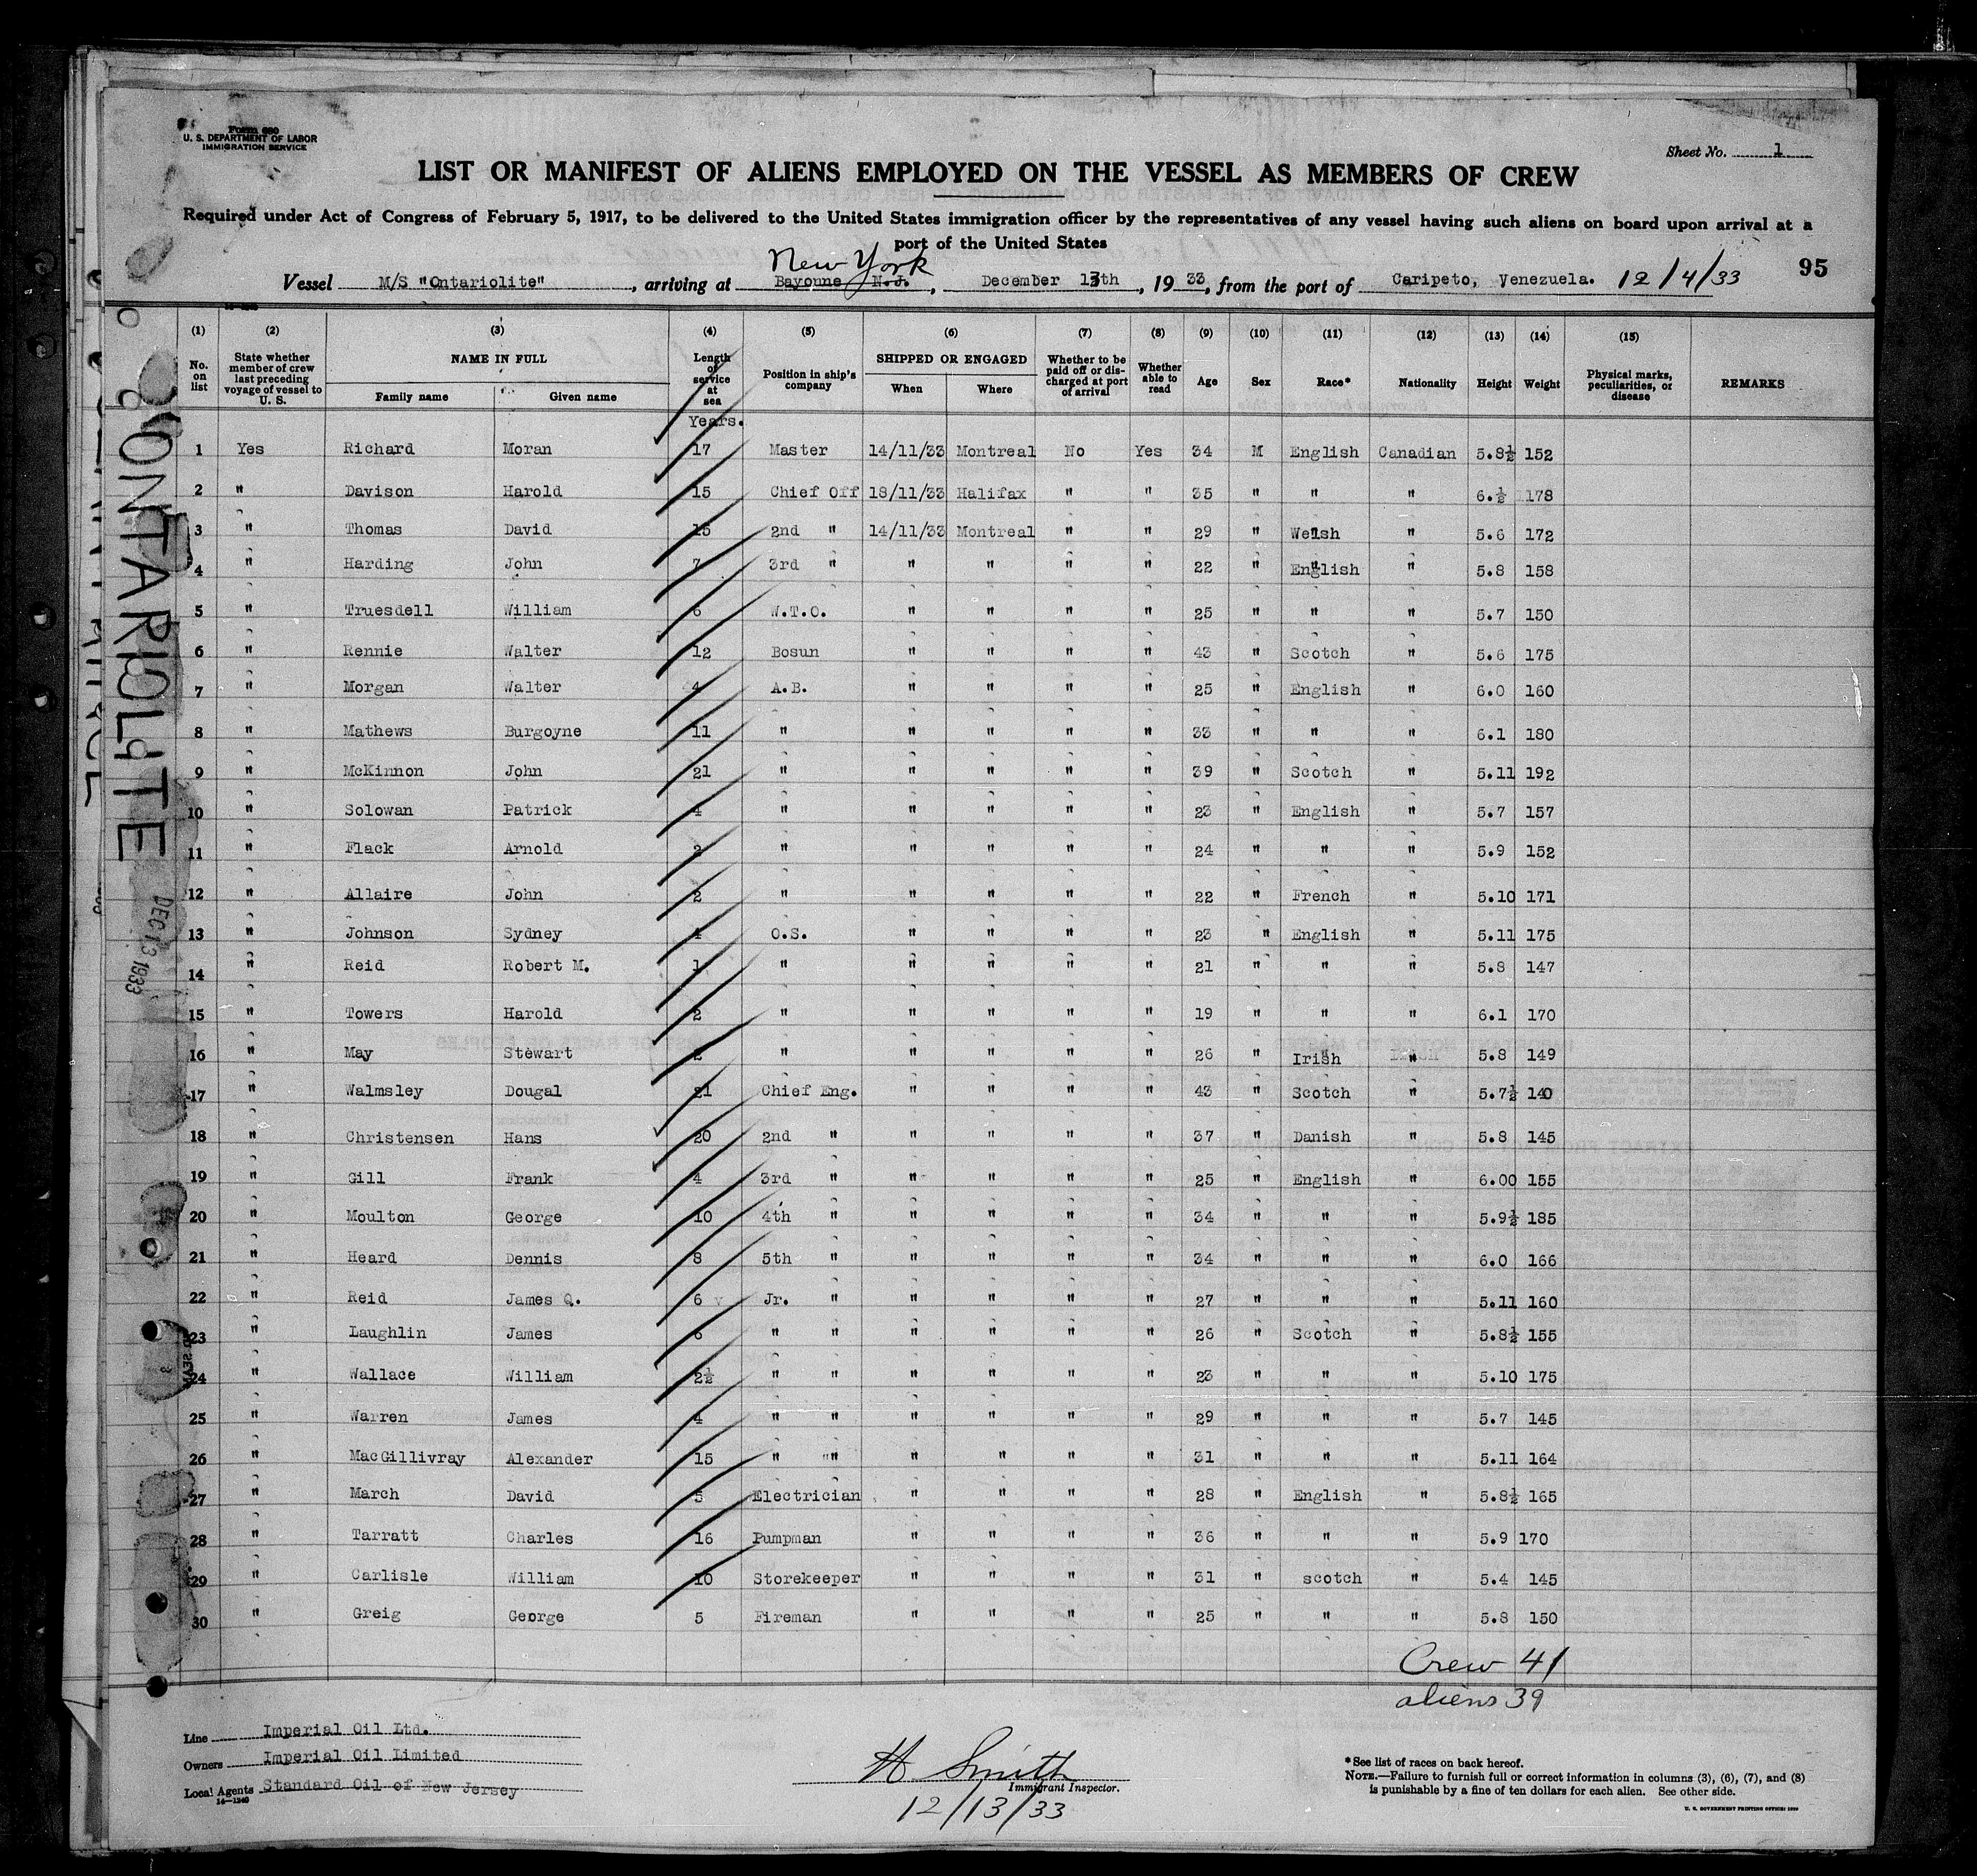 Form 680
U. S. DEPARTMENT OF LABOR
IMMIGRATION SERVICE
Sheet No. 1
LIST OR MANIFEST OF ALIENS EMPLOYED ON THE VESSEL AS MEMBERS OF CREW
Required under Act of Congress of February 5, 1917, to be delivered to the United States immigration officer by the representatives of any vessel having such aliens on board upon arrival at a
port of the United States
New York
95
Vessel M/S "Ontariolite", arriving at Bayonne N.J., December 13th, 19 33, from the port of Caripeto, Venezuela. 12/4/33
(1) (2) (3) (4) (5) (6) (7) (8) (9) (10) (11) (12) (13) (14) (15)
No. on list State whether member of crew last preceding voyage of vessel to U. S. NAME IN FULL Family name Given name Length of service at sea Position in ship's company SHIPPED OR ENGAGED When Where Whether to be paid off or discharged at port of arrival Whether able to read Age Sex Race* Nationality Height Weight Physical marks, peculiarities, or disease REMARKS
Years.
1 Yes Richard Moran 17 Master 14/11/33 Montreal No Yes 34 M English Canadian 5.8½ 152
2 " Davison Harold 15 Chief Off 18/11/33 Halifax " " 35 " " " 6.½ 178
3 " Thomas David 15 2nd " 14/11/33 Montreal " " 29 " Welsh " 5.6 172
4 " Harding John 7 3rd " " " " " 22 " English " 5.8 158
5 " Truesdell William 6 W.T.O. " " " " 25 " " " 5.7 150
6 " Rennie Walter 12 Bosun " " " " 43 " Scotch " 5.6 175
7 " Morgan Walter 4 A.B. " " " " 25 " English " 6.0 160
8 " Mathews Burgoyne 11 " " " " " 33 " " " 6.1 180
9 " McKinnon John 21 " " " " " 39 " Scotch " 5.11 192
10 " Solowan Patrick 4 " " " " " 23 " English " 5.7 157
11 " Flack Arnold 2 " " " " " 24 " " " 5.9 152
12 " Allaire John 2 " " " " " 22 " French " 5.10 171
13 " Johnson Sydney 4 O.S. " " " " 23 " English " 5.11 175
14 " Reid Robert M. 1 " " " " " 21 " " " 5.8 147
15 " Towers Harold 2 " " " " " 19 " " " 6.1 170
16 " May Stewart 2 " " " " " 26 " Irish " 5.8 149
17 " Walmsley Dougal 21 Chief Eng. " " " " 43 " Scotch " 5.7½ 140
18 " Christensen Hans 20 2nd " " " " " 37 " Danish " 5.8 145
19 " Gill Frank 4 3rd " " " " " 25 " English " 6.00 155
20 " Moulton George 10 4th " " " " " 34 " " " 5.9½ 185
21 " Heard Dennis 8 5th " " " " " 34 " " " 6.0 166
22 " Reid James Q. 6 Jr. " " " " " 27 " " " 5.11 160
23 " Laughlin James 6 " " " " " " 26 " Scotch " 5.8½ 155
24 " Wallace William 2½ " " " " " " 23 " " " 5.10 175
25 " Warren James 4 " " " " " " 29 " " " 5.7 145
26 " MacGillivray Alexander 15 " " " " " " 31 " " " 5.11 164
27 " March David 5 Electrician " " " " 28 " English " 5.8½ 165
28 " Tarratt Charles 16 Pumpman " " " " 36 " " " 5.9 170
29 " Carlisle William 10 Storekeeper " " " " 31 " scotch " 5.4 145
30 " Greig George 5 Fireman " " " " 25 " " " 5.8 150
Crew 41
aliens 39
Line Imperial Oil Ltd.
Owners Imperial Oil Limited
Local Agents Standard Oil of New Jersey
14—1240
H Smith
Immigrant Inspector.
12/13/33
*See list of races on back hereof.
NOTE.—Failure to furnish full or correct information in columns (3), (6), (7), and (8)
is punishable by a fine of ten dollars for each alien. See other side.
ONTARIOLITE
DEC 13 1933